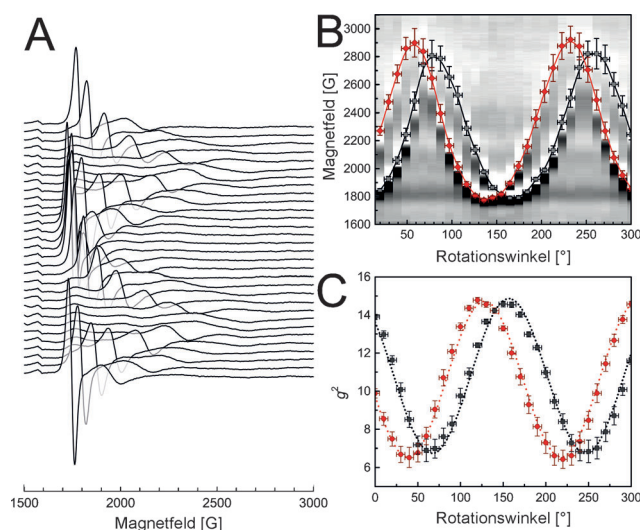 A
1500 2000 2500 3000
Magnetfeld [G]
B
Magnetfeld [G]
3000
2800
2600
2400
2200
2000
1800
1600
50 100 150 200 250 300
Rotationswinkel [°]
C
g²
16
14
12
10
8
6
0 50 100 150 200 250 300
Rotationswinkel [°]